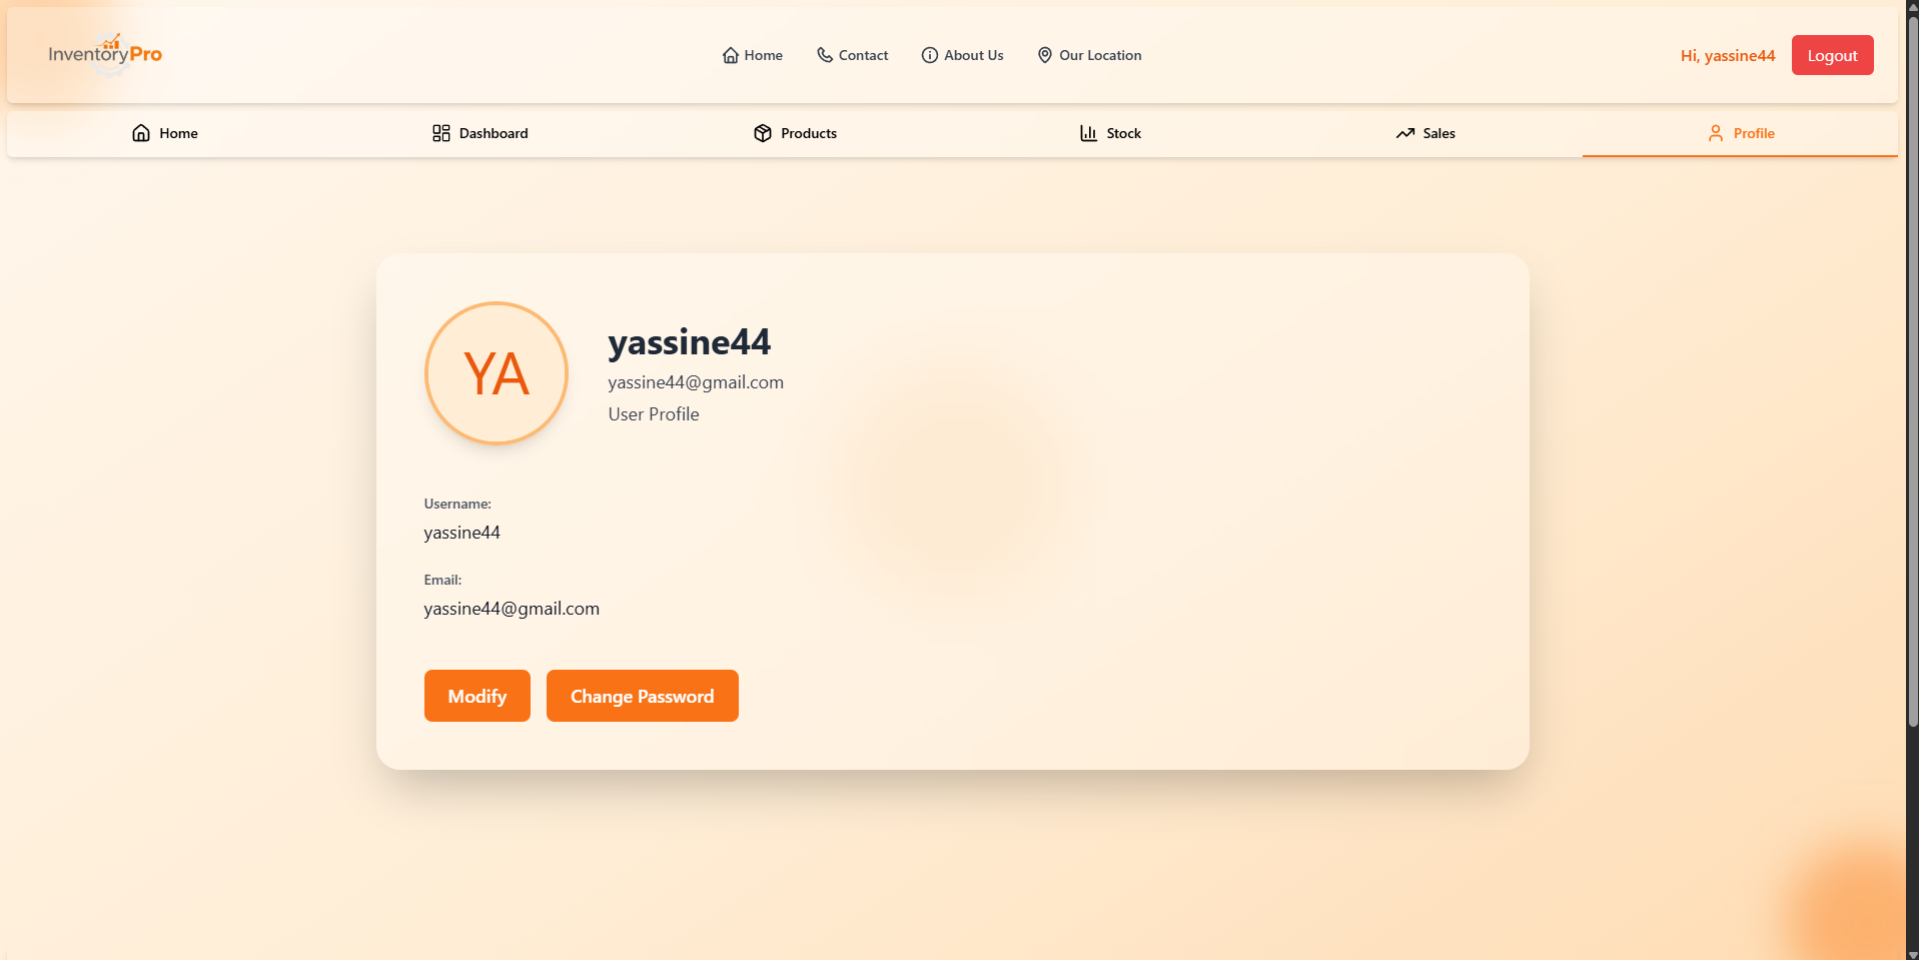 InventoryPro
Home Contact About Us Our Location
Hi, yassine44 Logout
Home Dashboard Products Stock Sales Profile
YA
yassine44
yassine44@gmail.com
User Profile
Username:
yassine44
Email:
yassine44@gmail.com
Modify Change Password